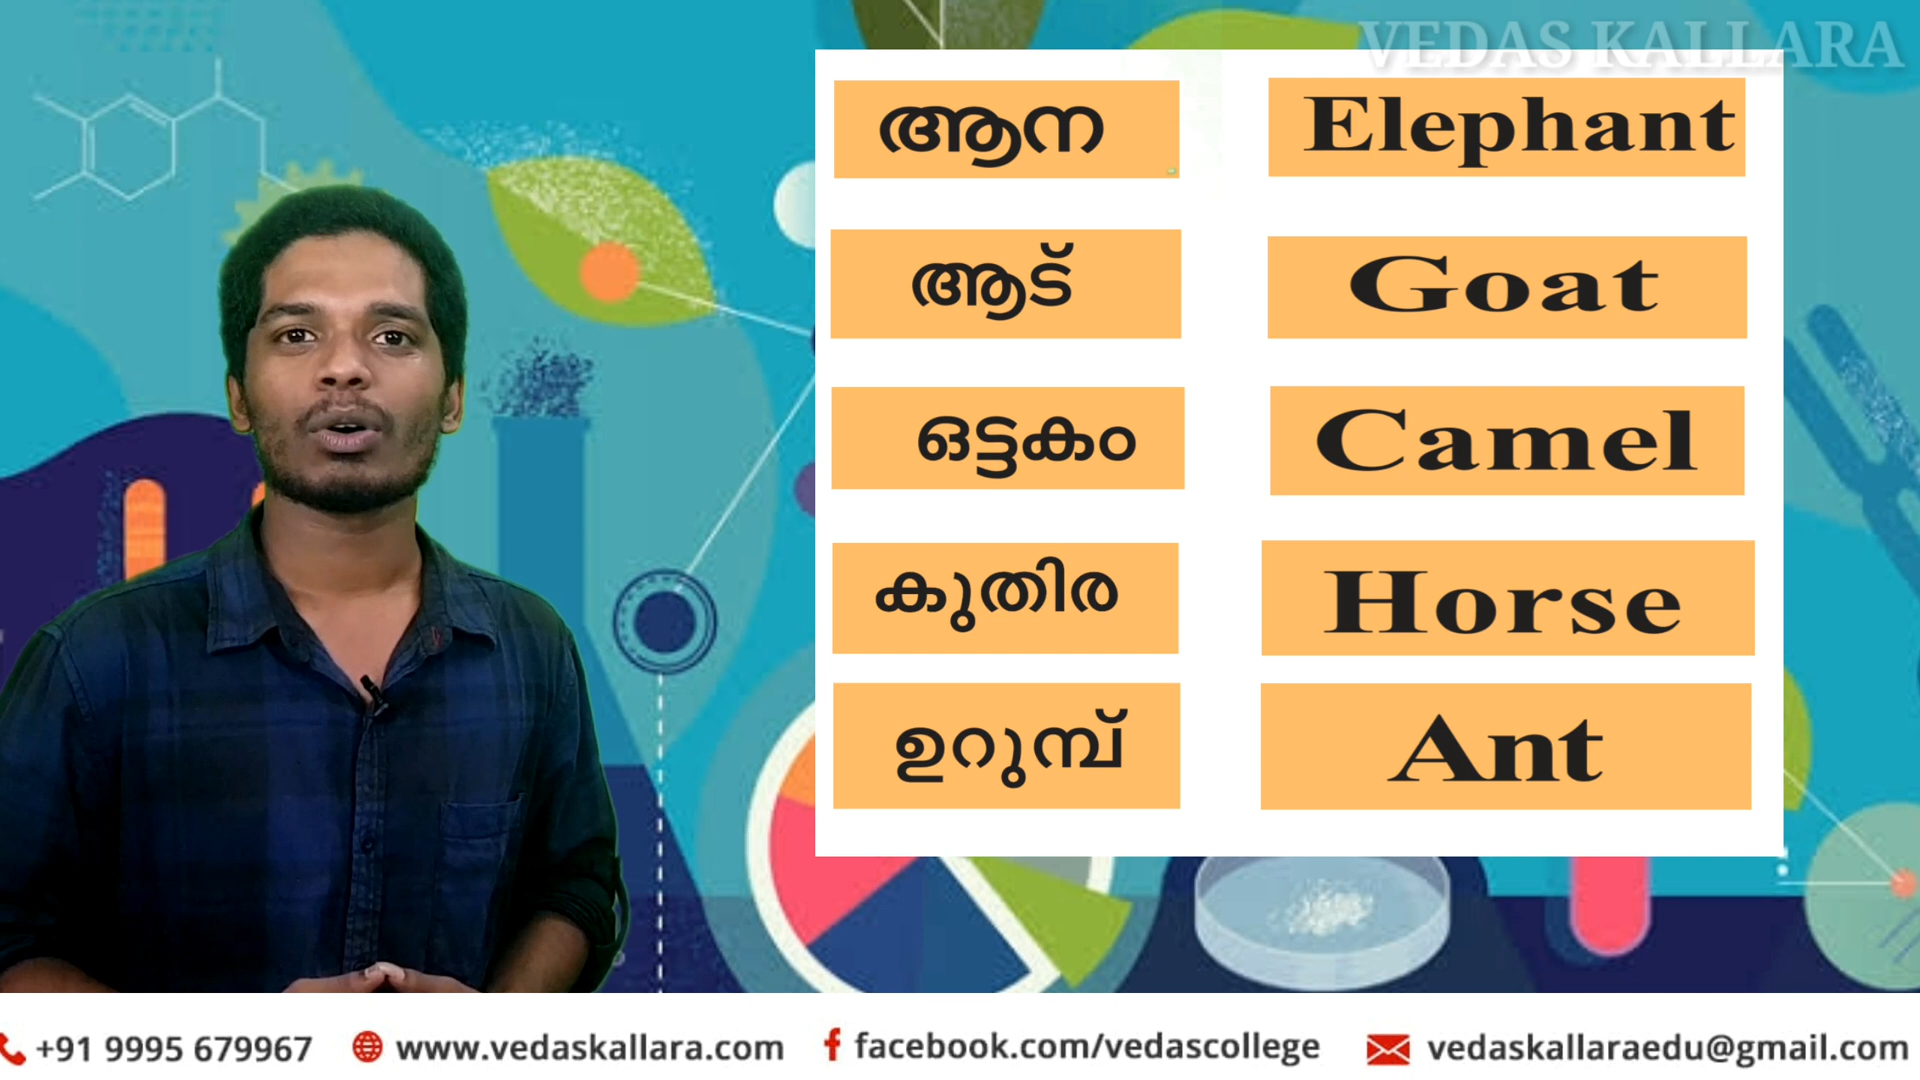 VEDAS KALLARA
ആന Elephant
ആട് Goat
ഒട്ടകം Camel
കുതിര Horse
ഉറുമ്പ് Ant
+91 9995 679967 www.vedaskallara.com facebook.com/vedascollege vedaskallaraedu@gmail.com